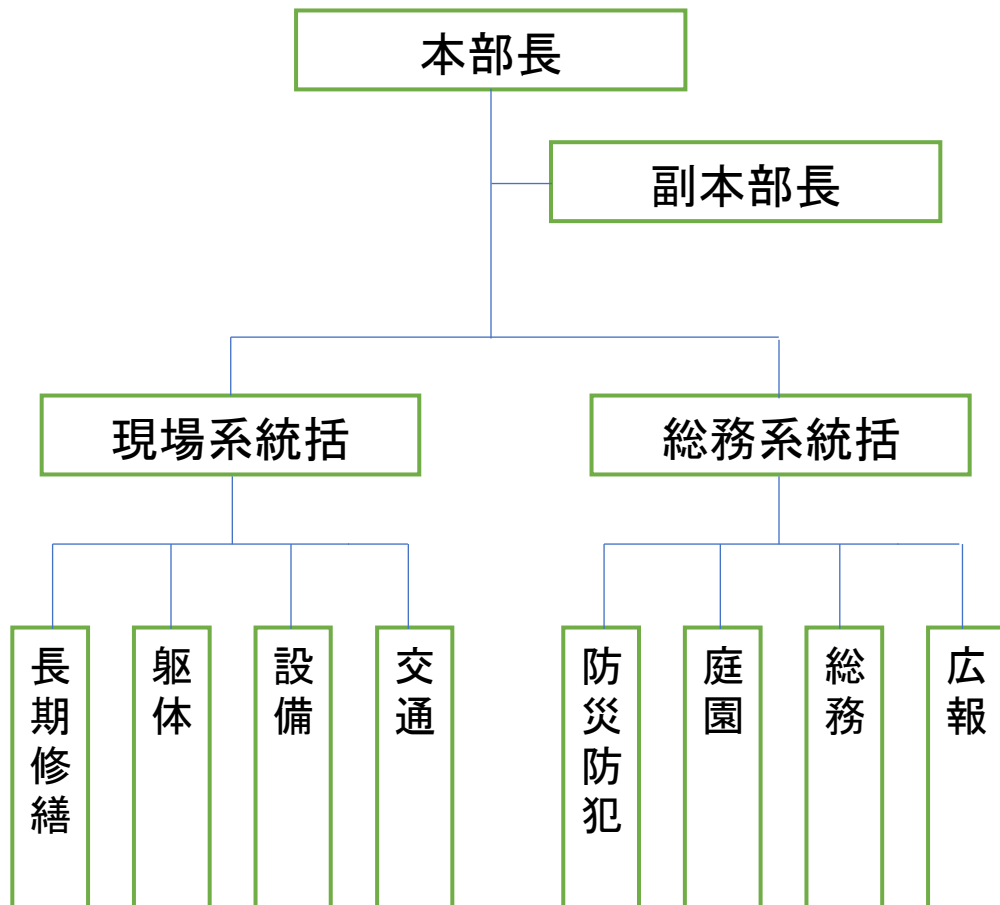 本部長
副本部長
現場系統括
総務系統括
長期修繕
躯体
設備
交通
防災防犯
庭園
総務
広報